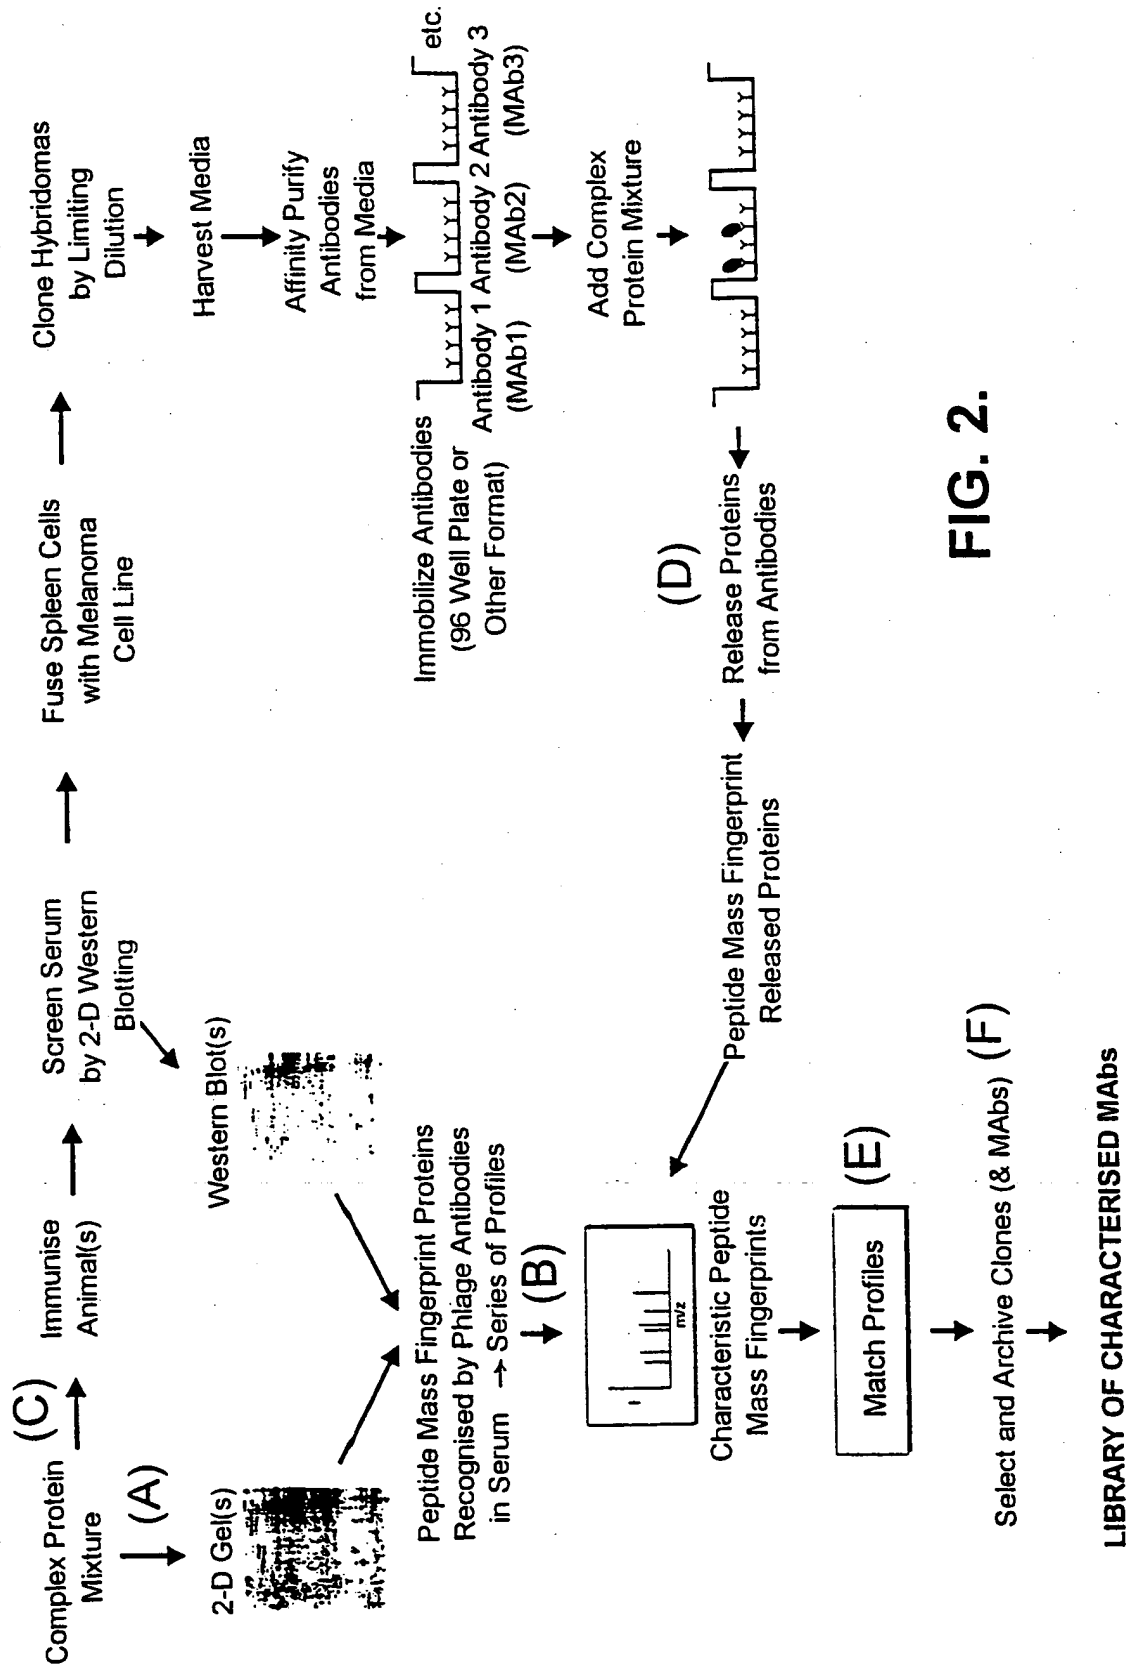 Complex Protein
Mixture
(C)
Immunise
Animal(s)
Screen Serum
by 2-D Western
Blotting
Fuse Spleen Cells
with Melanoma
Cell Line
Clone Hybridomas
by Limiting
Dilution
(A)
2-D Gel(s)
Western Blot(s)
Harvest Media
Affinity Purify
Antibodies
from Media
Peptide Mass Fingerprint Proteins
Recognised by Phlage Antibodies
in Serum → Series of Profiles
Immobilize Antibodies
(96 Well Plate or
Other Format)
etc.
Antibody 1 Antibody 2 Antibody 3
(MAb1) (MAb2) (MAb3)
(B)
Add Complex
Protein Mixture
m/z
Characteristic Peptide
Mass Fingerprints
(D)
Release Proteins
from Antibodies
Peptide Mass Fingerprint
Released Proteins
Match Profiles
(E)
Select and Archive Clones (& MAbs) (F)
LIBRARY OF CHARACTERISED MAbs
FIG. 2.